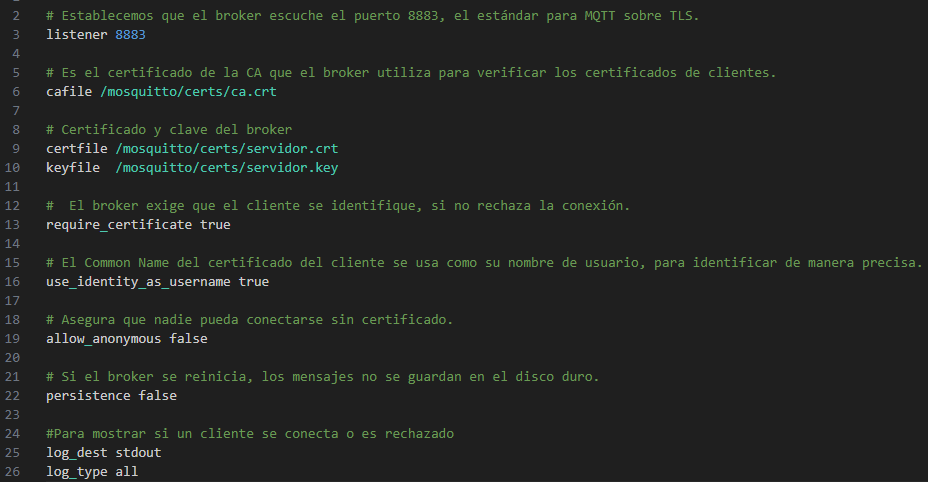 2 # Establecemos que el broker escuche el puerto 8883, el estándar para MQTT sobre TLS.
3 listener 8883
4
5 # Es el certificado de la CA que el broker utiliza para verificar los certificados de clientes.
6 cafile /mosquitto/certs/ca.crt
7
8 # Certificado y clave del broker
9 certfile /mosquitto/certs/servidor.crt
10 keyfile  /mosquitto/certs/servidor.key
11
12 #  El broker exige que el cliente se identifique, si no rechaza la conexión.
13 require_certificate true
14
15 # El Common Name del certificado del cliente se usa como su nombre de usuario, para identificar de manera precisa.
16 use_identity_as_username true
17
18 # Asegura que nadie pueda conectarse sin certificado.
19 allow_anonymous false
20
21 # Si el broker se reinicia, los mensajes no se guardan en el disco duro.
22 persistence false
23
24 #Para mostrar si un cliente se conecta o es rechazado
25 log_dest stdout
26 log_type all